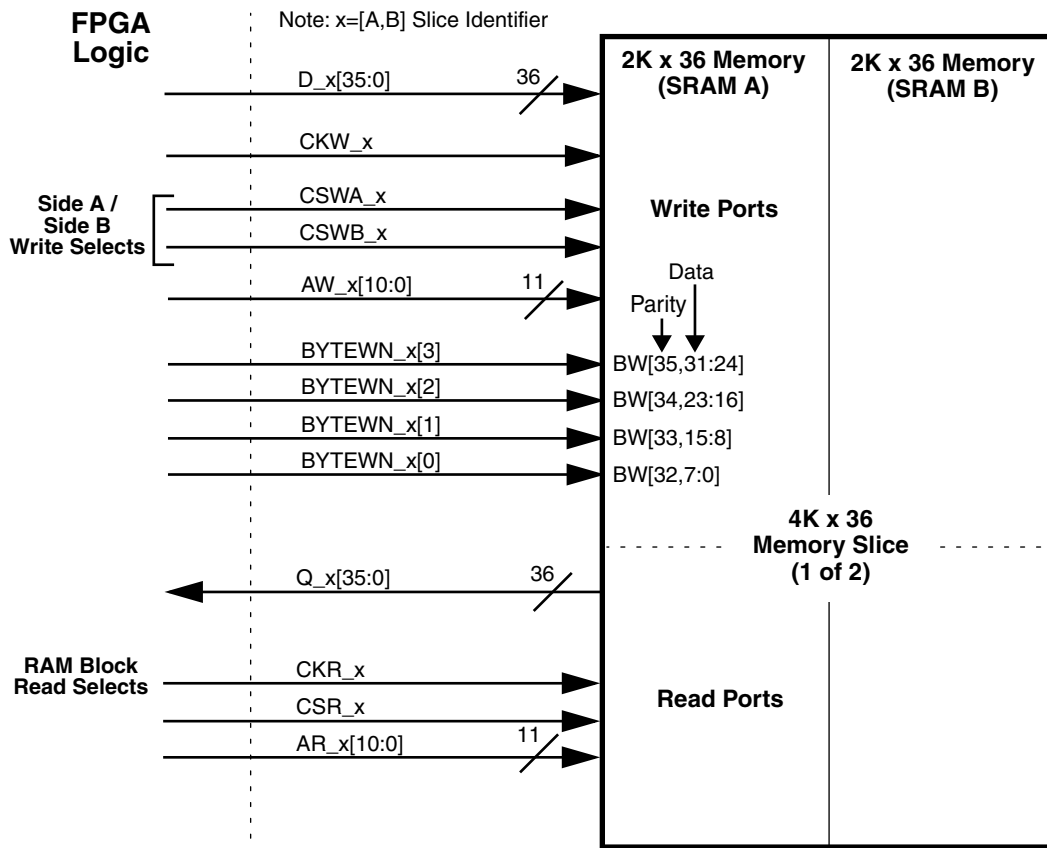 FPGA
Logic
Note: x=[A,B] Slice Identifier
2K x 36 Memory
(SRAM A)
2K x 36 Memory
(SRAM B)
D_x[35:0]
36
CKW_x
Side A /
Side B
Write Selects
CSWA_x
CSWB_x
Write Ports
AW_x[10:0]
11
Data
Parity
BYTEWN_x[3]
BW[35,31:24]
BYTEWN_x[2]
BW[34,23:16]
BYTEWN_x[1]
BW[33,15:8]
BYTEWN_x[0]
BW[32,7:0]
4K x 36
Memory Slice
(1 of 2)
Q_x[35:0]
36
RAM Block
Read Selects
CKR_x
CSR_x
AR_x[10:0]
11
Read Ports